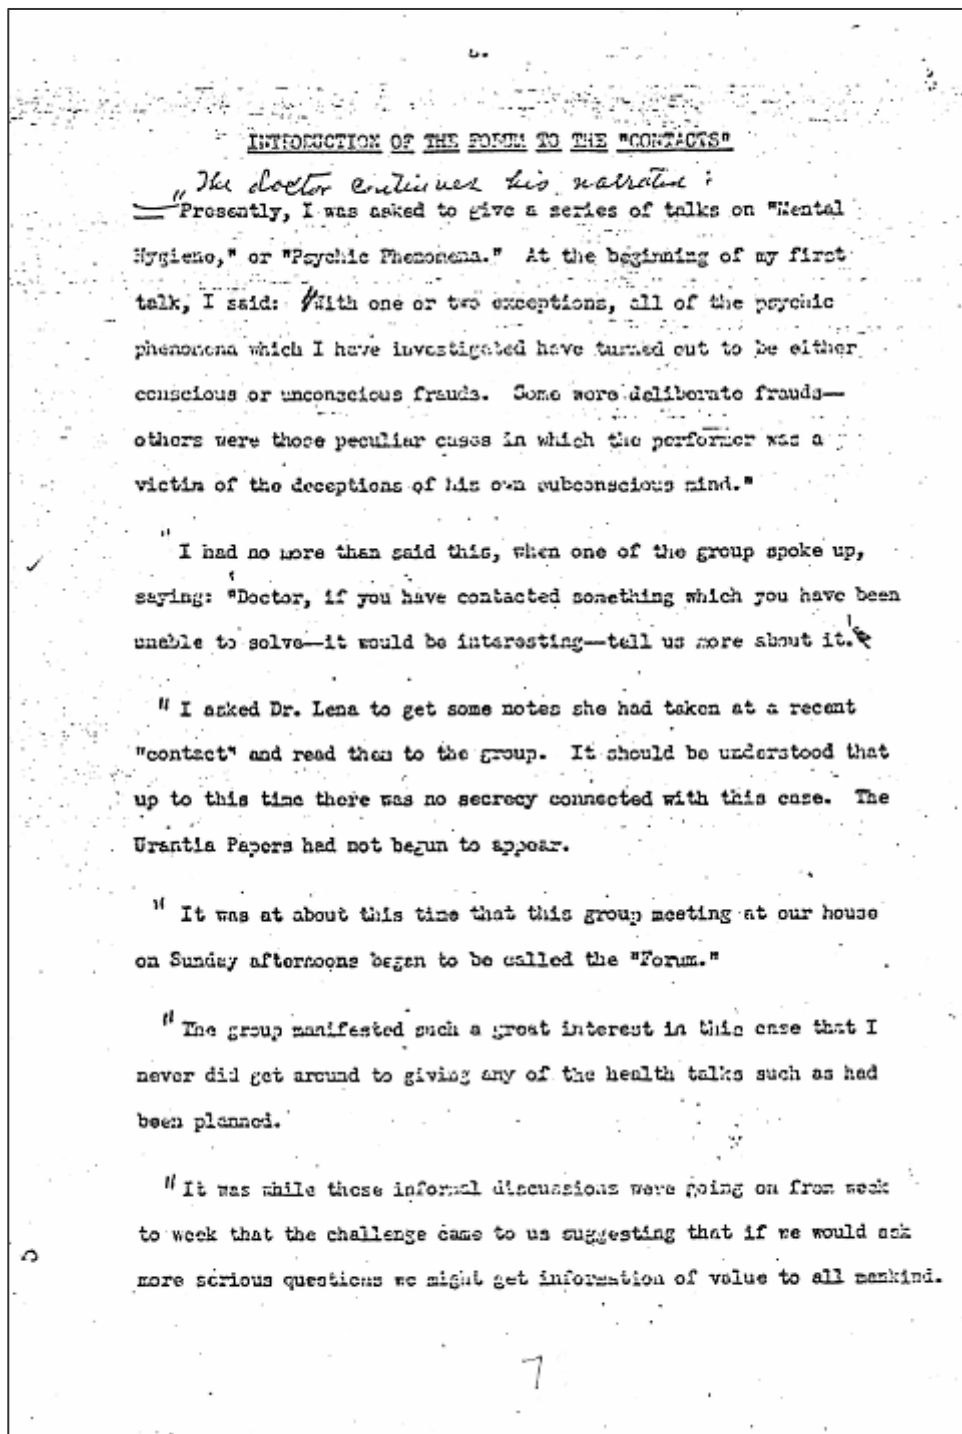 INTRODUCTION OF THE FORUM TO THE "CONTACTS"
"The doctor continues his narrative:
Presently, I was asked to give a series of talks on "Mental
Hygiene," or "Psychic Phenomena." At the beginning of my first
talk, I said: "With one or two exceptions, all of the psychic
phenomena which I have investigated have turned out to be either
conscious or unconscious frauds. Some were deliberate frauds—
others were those peculiar cases in which the performer was a
victim of the deceptions of his own subconscious mind."
"I had no more than said this, when one of the group spoke up,
saying: 'Doctor, if you have contacted something which you have been
unable to solve—it would be interesting—tell us more about it.'
"I asked Dr. Lena to get some notes she had taken at a recent
"contact" and read them to the group. It should be understood that
up to this time there was no secrecy connected with this case. The
Urantia Papers had not begun to appear.
"It was at about this time that this group meeting at our house
on Sunday afternoons began to be called the "Forum."
"The group manifested such a great interest in this case that I
never did get around to giving any of the health talks such as had
been planned.
"It was while these informal discussions were going on from week
to week that the challenge came to us suggesting that if we would ask
more serious questions we might get information of value to all mankind.
7